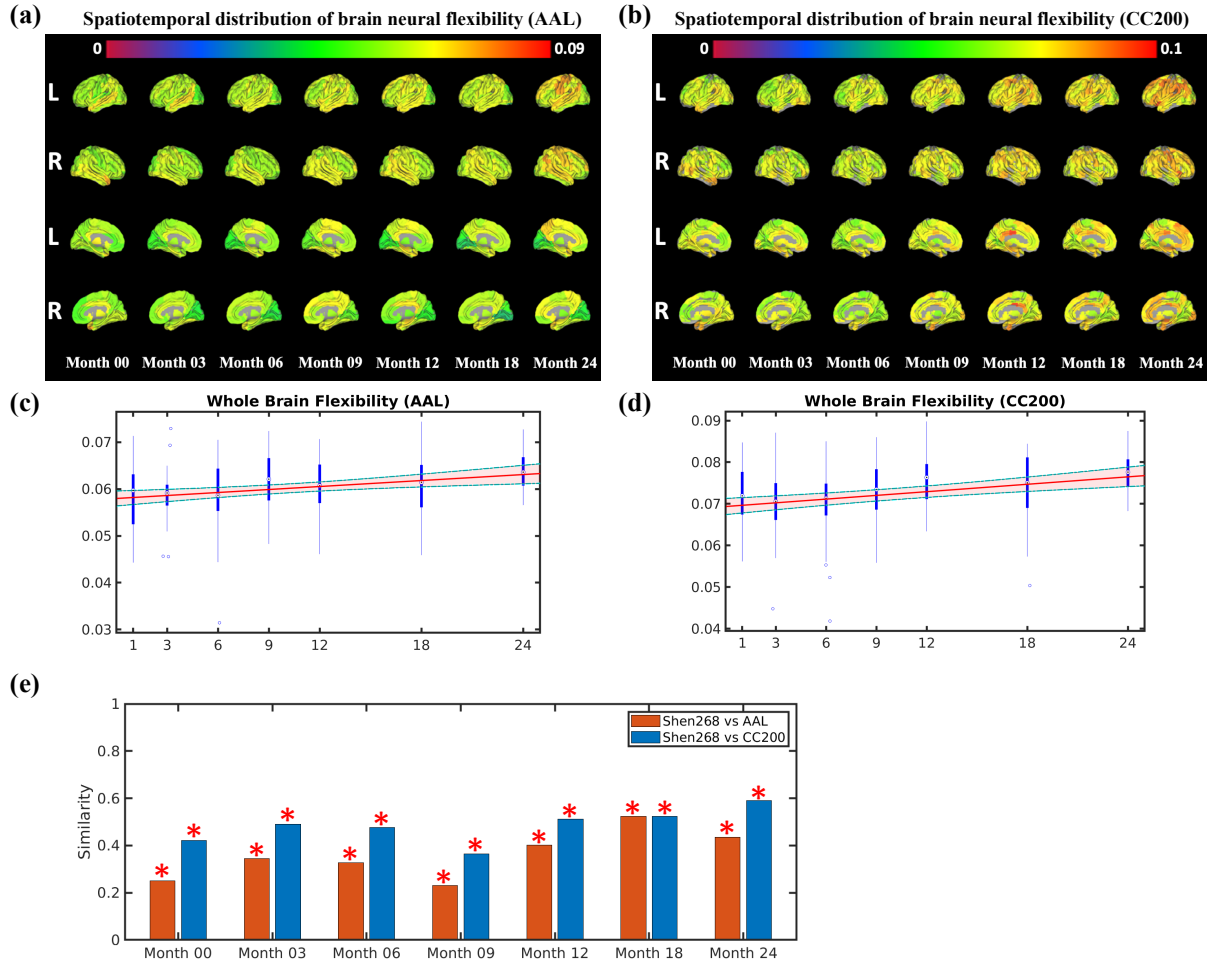 (a) Spatiotemporal distribution of brain neural flexibility (AAL)
0 0.09
L
R
L
R
Month 00 Month 03 Month 06 Month 09 Month 12 Month 18 Month 24
(b) Spatiotemporal distribution of brain neural flexibility (CC200)
0 0.1
L
R
L
R
Month 00 Month 03 Month 06 Month 09 Month 12 Month 18 Month 24
(c) Whole Brain Flexibility (AAL)
0.07
0.06
0.05
0.04
0.03
1 3 6 9 12 18 24
(d) Whole Brain Flexibility (CC200)
0.09
0.08
0.07
0.06
0.05
0.04
1 3 6 9 12 18 24
(e)
Similarity
1
0.8
0.6
0.4
0.2
0
Shen268 vs AAL
Shen268 vs CC200
* * * * * * * * * * * * * *
Month 00 Month 03 Month 06 Month 09 Month 12 Month 18 Month 24